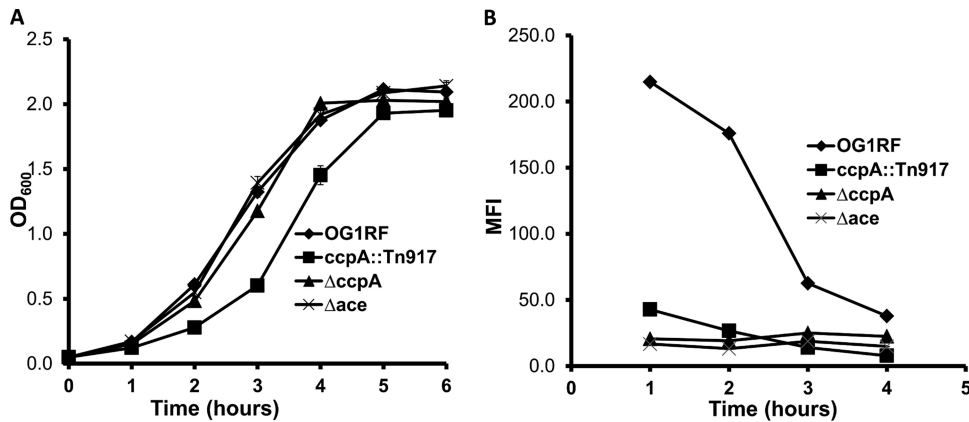 A
2.5
2.0
1.5
1.0
0.5
0.0
OD600
0 1 2 3 4 5 6
Time (hours)
OG1RF
ccpA::Tn917
ΔccpA
Δace
B
250.0
200.0
150.0
100.0
50.0
0.0
MFI
0 1 2 3 4 5
Time (hours)
OG1RF
ccpA::Tn917
ΔccpA
Δace